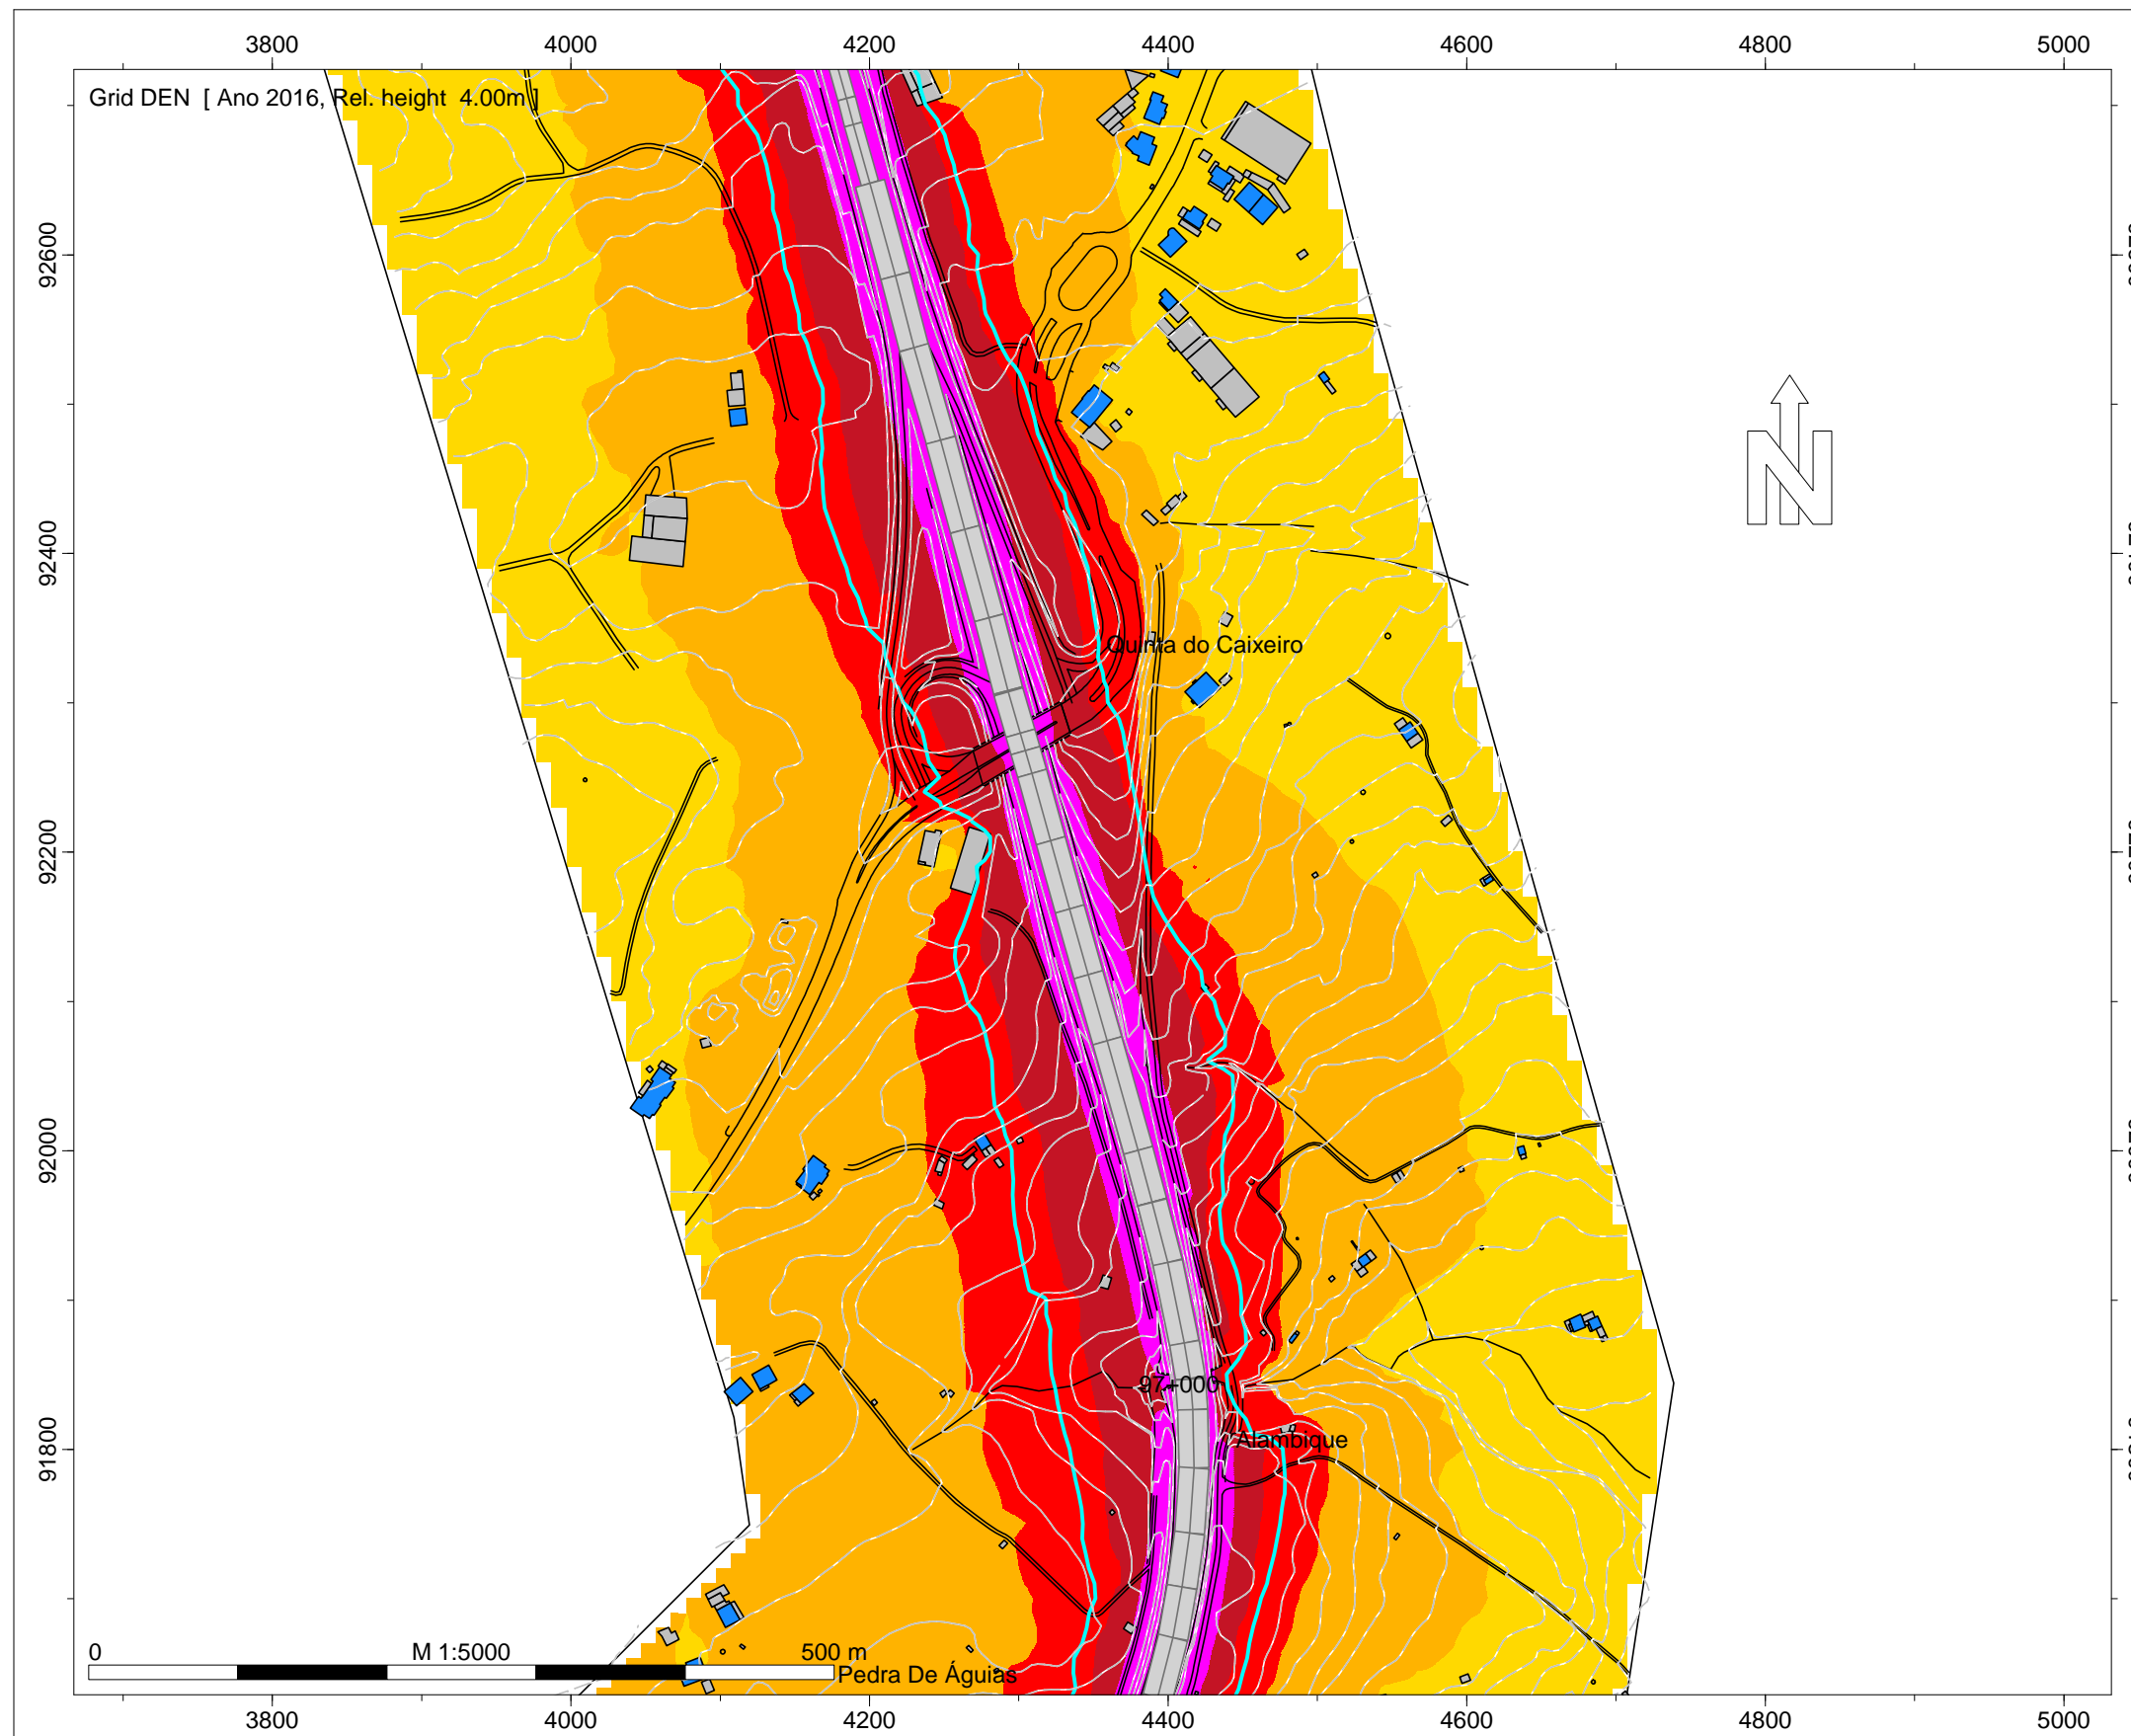 3800 4000 4200 4400 4600 4800 5000
Grid DEN [ Ano 2016, Rel. height 4.00m ]
92600
92400
Quinta do Caixeiro
92200
92000
97+000
91800
Alambique
0 M 1:5000 500 m
Pedra De Águias
3800 4000 4200 4400 4600 4800 5000
N